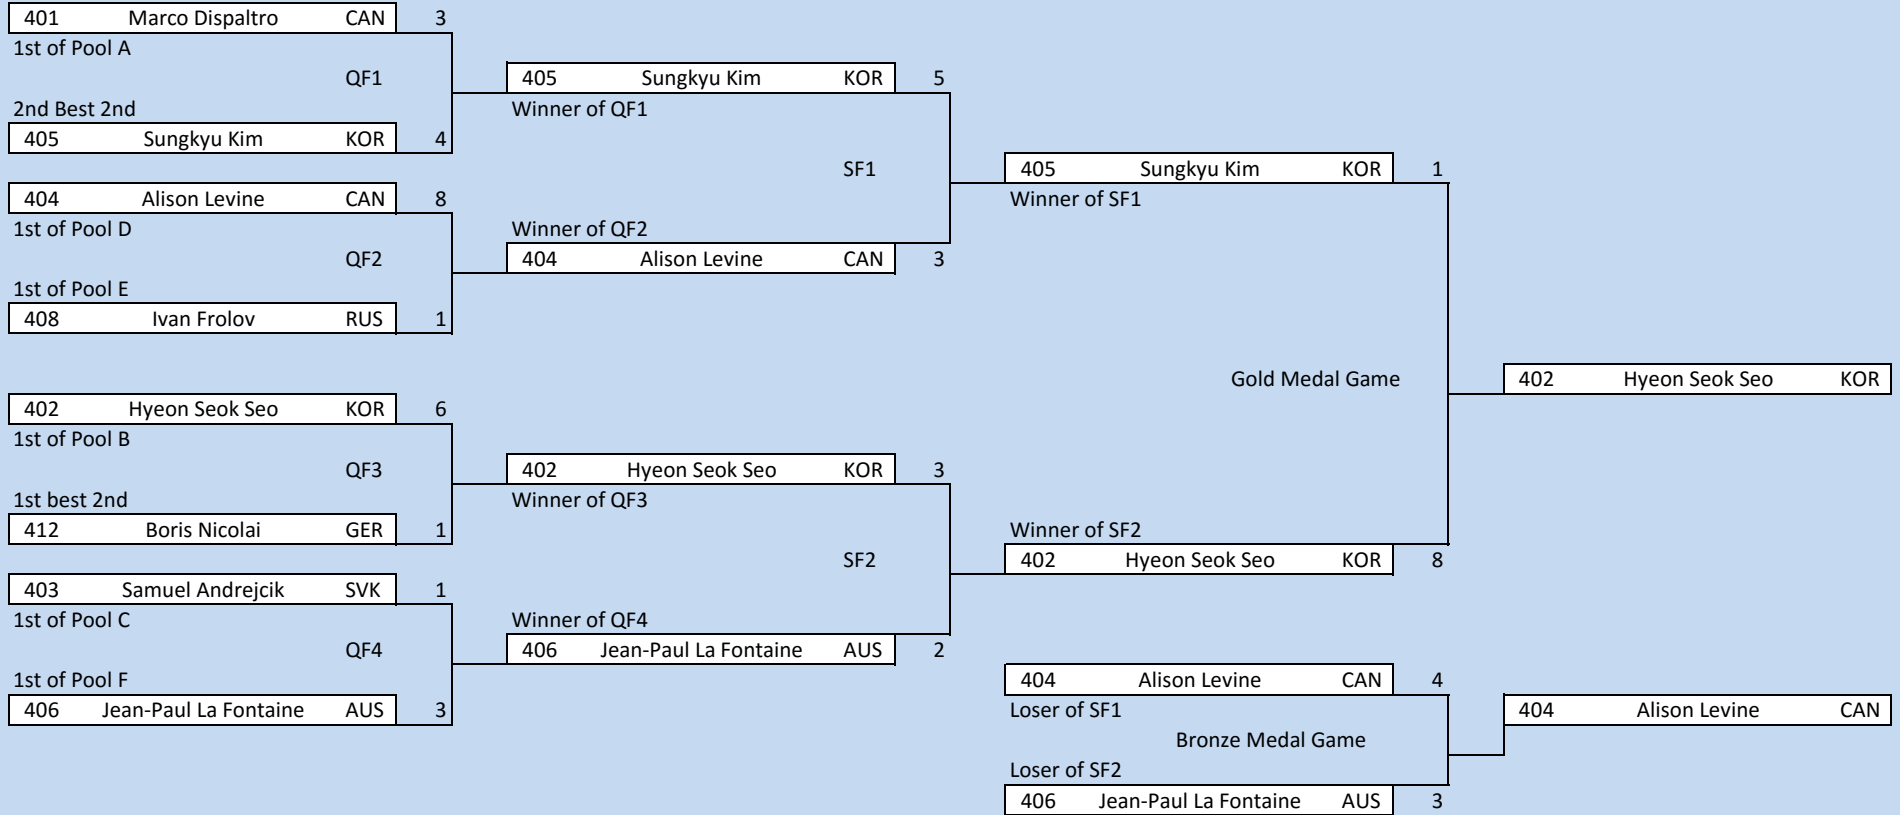 401 Marco Dispaltro CAN 3
1st of Pool A
QF1
2nd Best 2nd
405 Sungkyu Kim KOR 4
404 Alison Levine CAN 8
1st of Pool D
QF2
1st of Pool E
408 Ivan Frolov RUS 1
402 Hyeon Seok Seo KOR 6
1st of Pool B
QF3
1st best 2nd
412 Boris Nicolai GER 1
403 Samuel Andrejcik SVK 1
1st of Pool C
QF4
1st of Pool F
406 Jean-Paul La Fontaine AUS 3
405 Sungkyu Kim KOR 5
Winner of QF1
SF1
Winner of QF2
404 Alison Levine CAN 3
402 Hyeon Seok Seo KOR 3
Winner of QF3
SF2
Winner of QF4
406 Jean-Paul La Fontaine AUS 2
405 Sungkyu Kim KOR 1
Winner of SF1
Gold Medal Game
Winner of SF2
402 Hyeon Seok Seo KOR 8
404 Alison Levine CAN 4
Loser of SF1
Bronze Medal Game
Loser of SF2
406 Jean-Paul La Fontaine AUS 3
402 Hyeon Seok Seo KOR
404 Alison Levine CAN